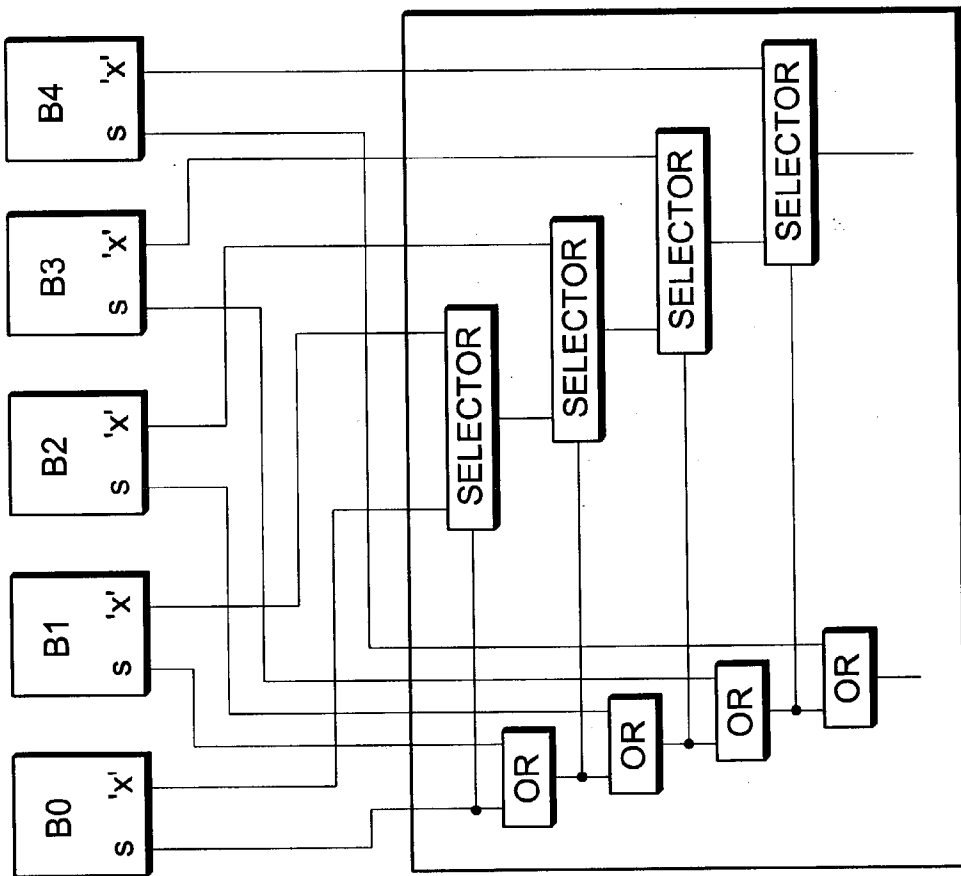 B0
s 'x'
B1
s 'x'
B2
s 'x'
B3
s 'x'
B4
s 'x'
SELECTOR
SELECTOR
SELECTOR
SELECTOR
OR
OR
OR
OR